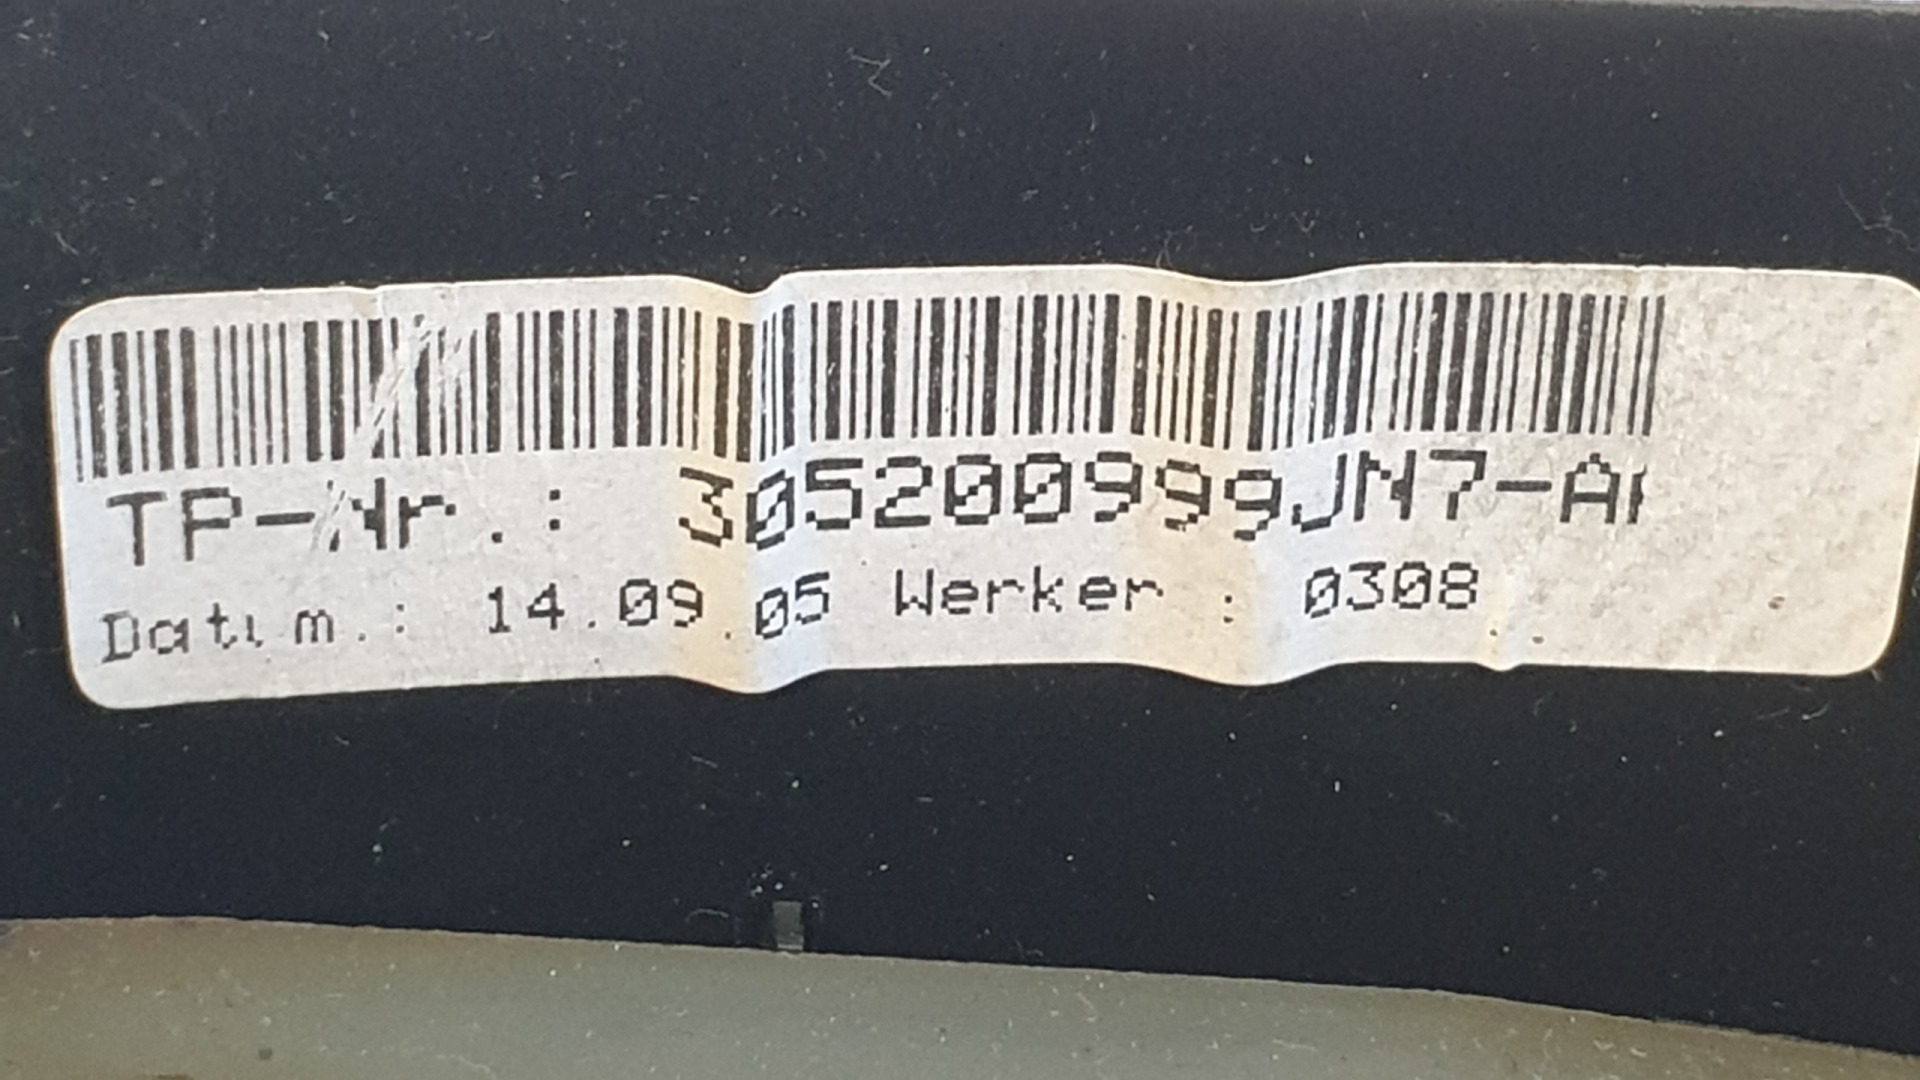 TP-Nr.: 305200999JN7-A
Datum.: 14.09.05 Werker : 0308